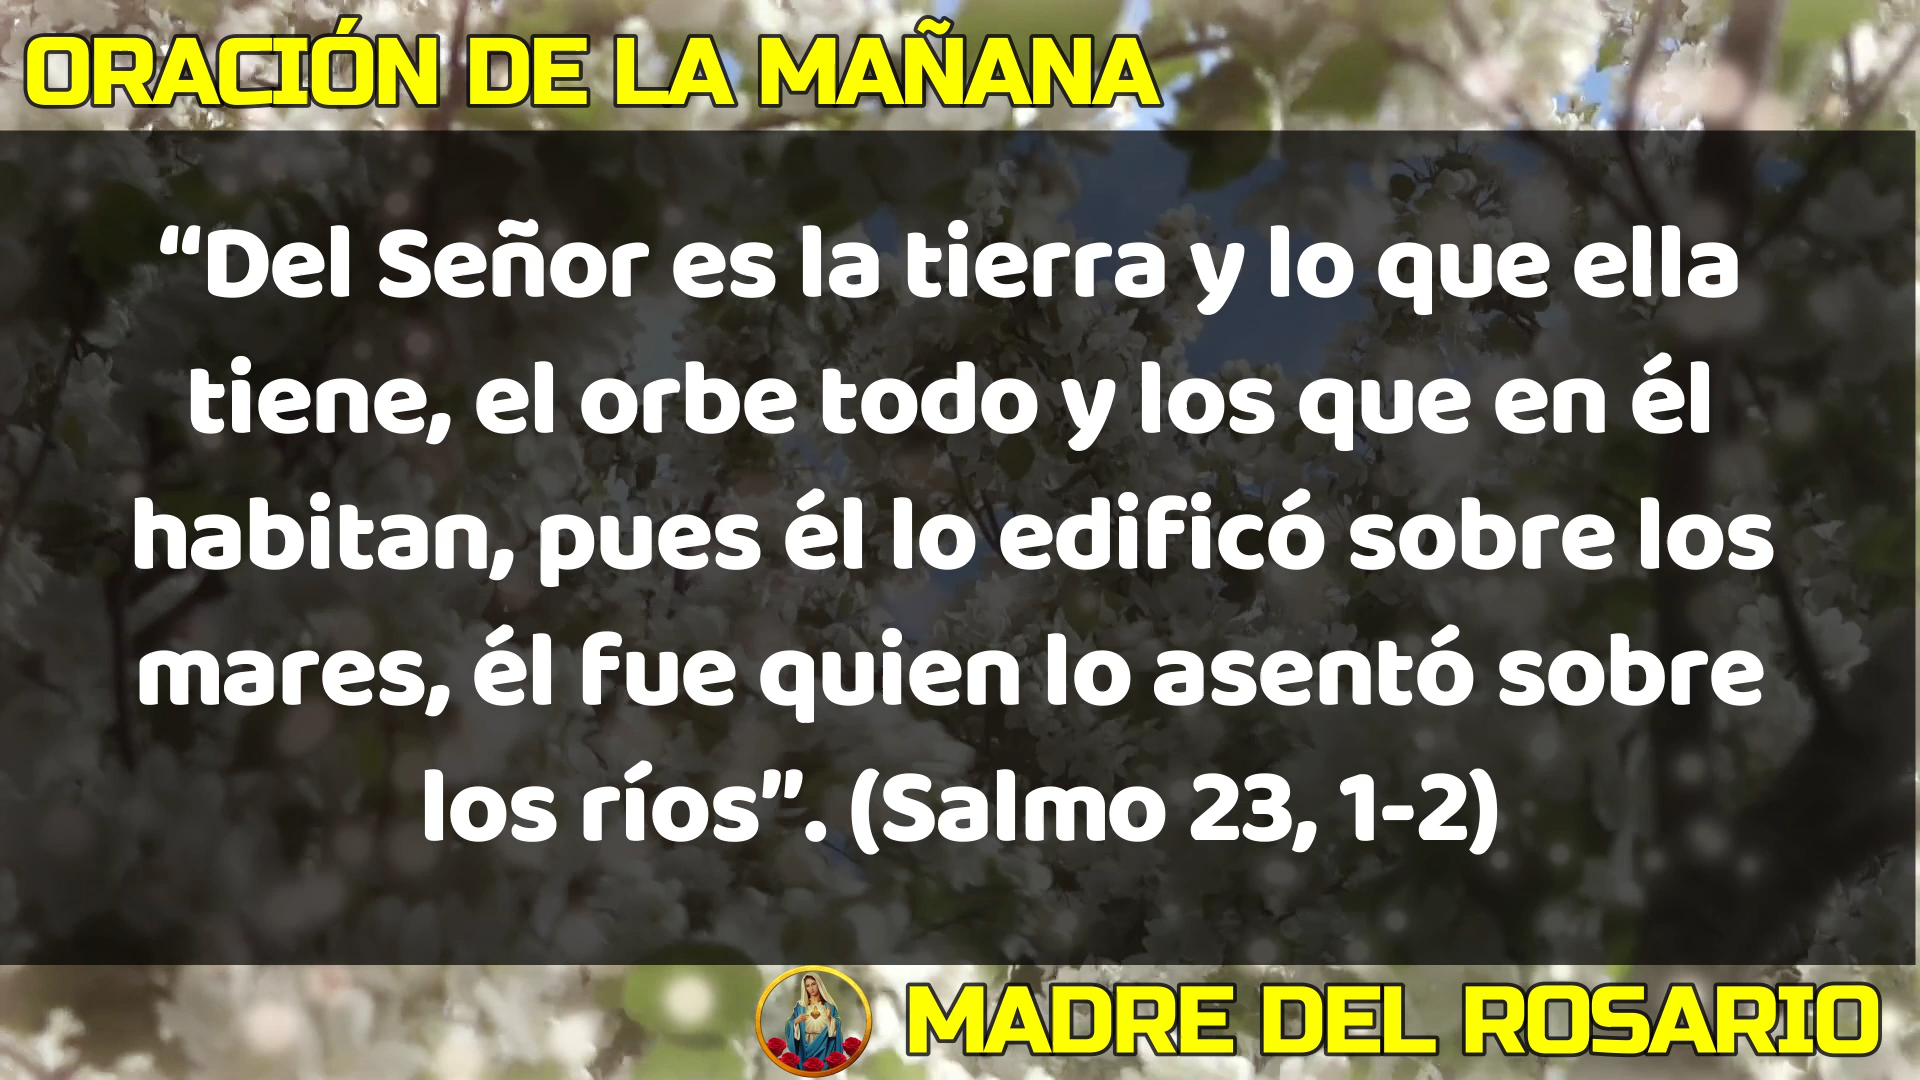 ORACIÓN DE LA MAÑANA
“Del Señor es la tierra y lo que ella
tiene, el orbe todo y los que en él
habitan, pues él lo edificó sobre los
mares, él fue quien lo asentó sobre
los ríos”. (Salmo 23, 1-2)
MADRE DEL ROSARIO